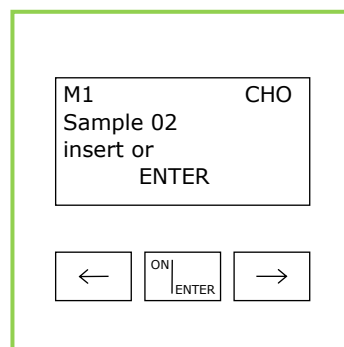 M1 CHO
Sample 02
insert or
ENTER
← ON ENTER →